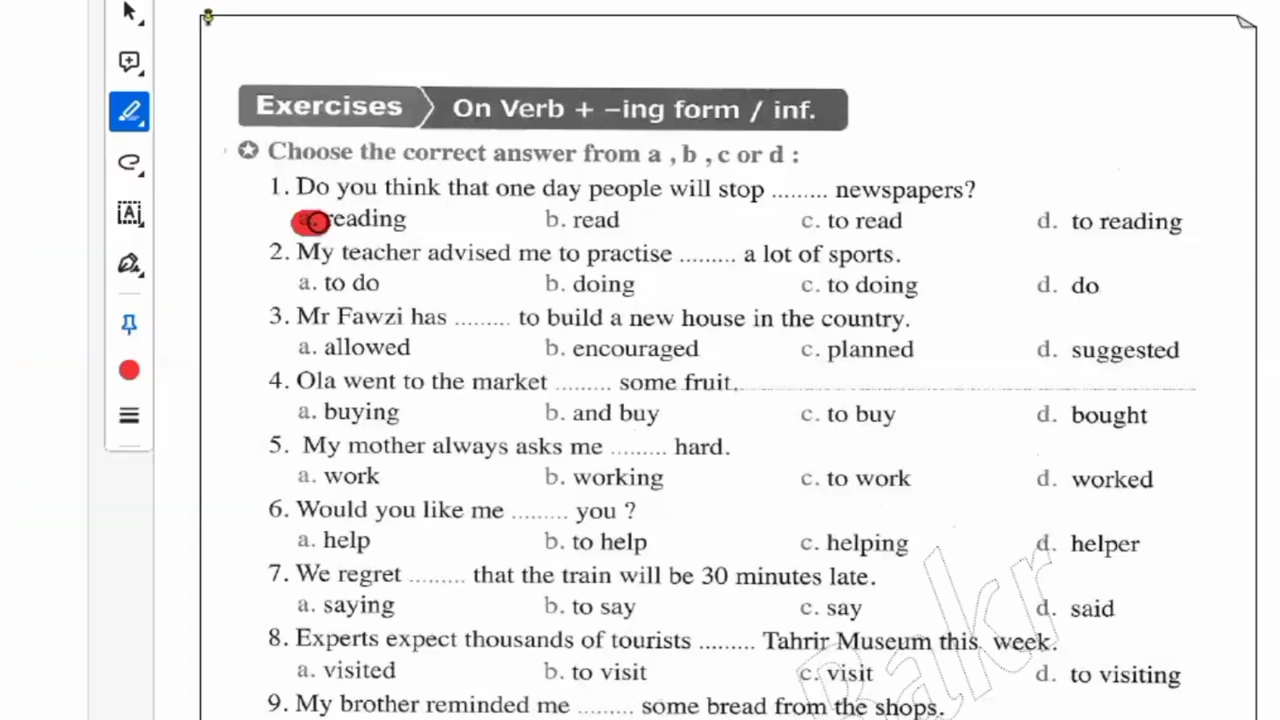 Exercises On Verb + –ing form / inf.
✪ Choose the correct answer from a , b , c or d :
1. Do you think that one day people will stop ......... newspapers?
reading b. read c. to read d. to reading
2. My teacher advised me to practise ......... a lot of sports.
a. to do b. doing c. to doing d. do
3. Mr Fawzi has ......... to build a new house in the country.
a. allowed b. encouraged c. planned d. suggested
4. Ola went to the market ......... some fruit.
a. buying b. and buy c. to buy d. bought
5. My mother always asks me ......... hard.
a. work b. working c. to work d. worked
6. Would you like me ......... you ?
a. help b. to help c. helping d. helper
7. We regret ......... that the train will be 30 minutes late.
a. saying b. to say c. say d. said
8. Experts expect thousands of tourists ......... Tahrir Museum this week.
a. visited b. to visit c. visit d. to visiting
9. My brother reminded me ......... some bread from the shops.
Bakr